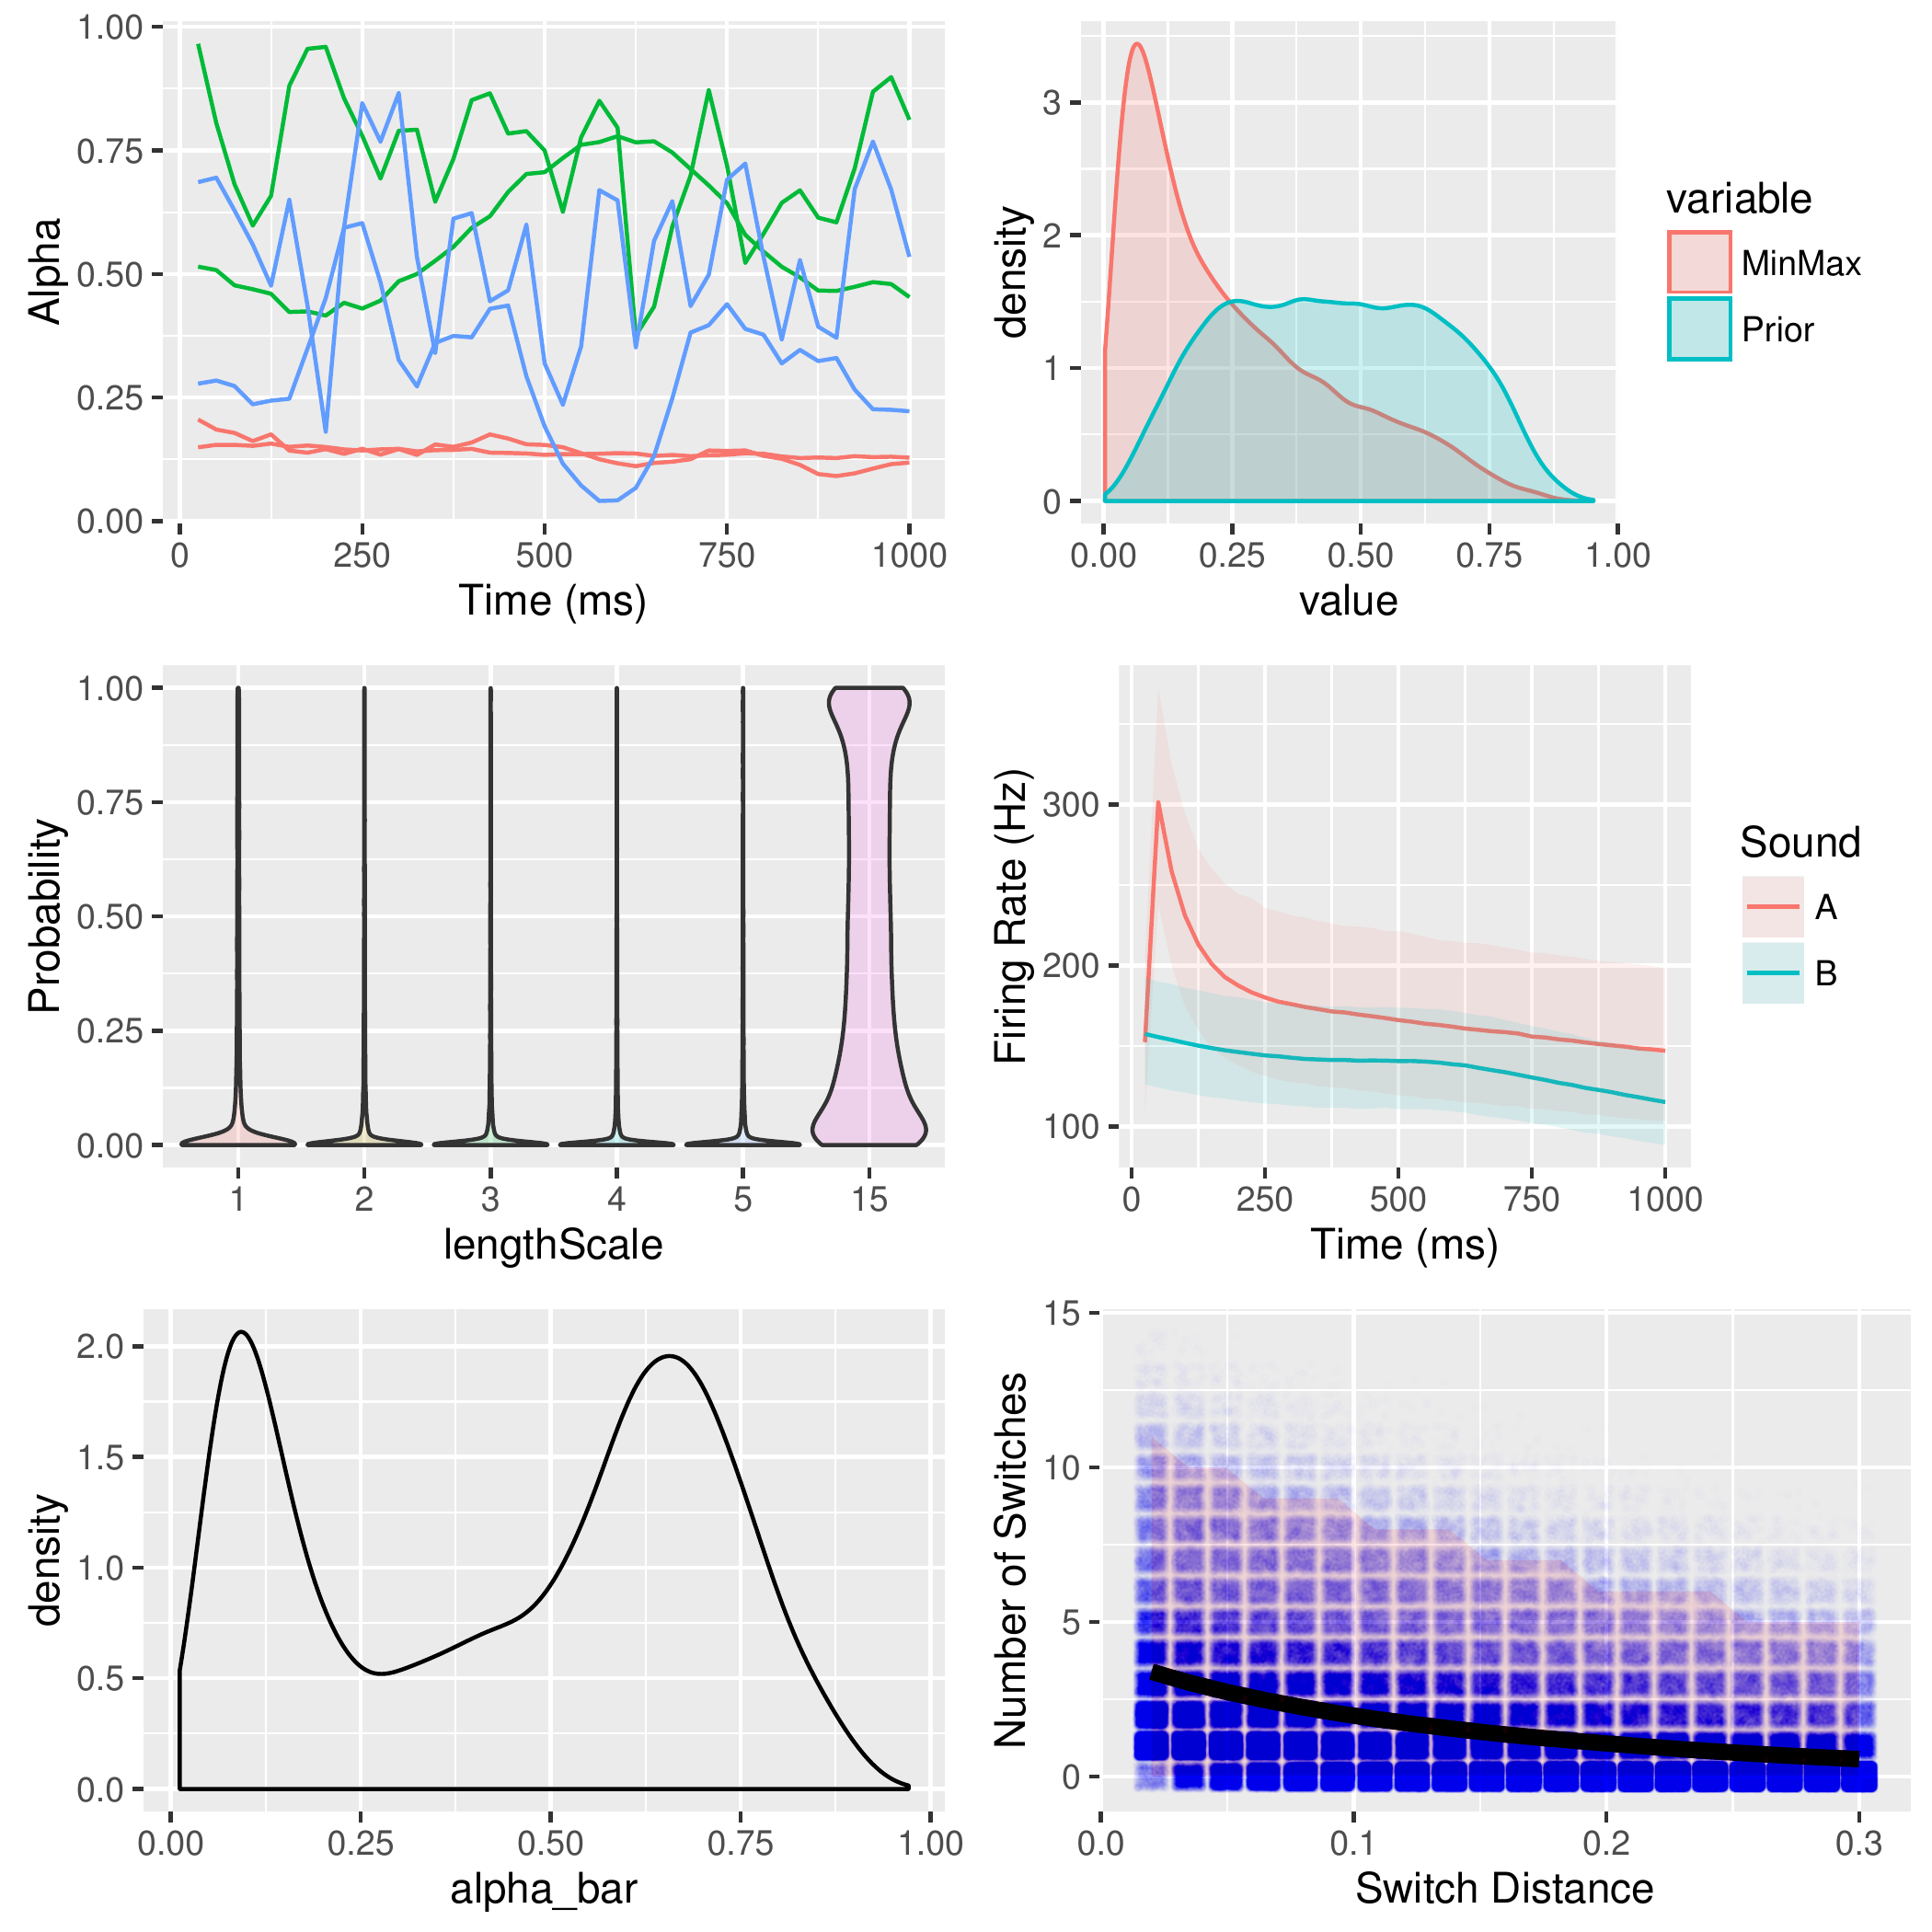 1.00
0.75
0.50
0.25
0.00
Alpha
0 250 500 750 1000
Time (ms)
3
2
1
0
density
0.00 0.25 0.50 0.75 1.00
value
variable
MinMax
Prior
1.00
0.75
0.50
0.25
0.00
Probability
1 2 3 4 5 15
lengthScale
300
200
100
Firing Rate (Hz)
0 250 500 750 1000
Time (ms)
Sound
A
B
2.0
1.5
1.0
0.5
0.0
density
0.00 0.25 0.50 0.75 1.00
alpha_bar
15
10
5
0
Number of Switches
0.0 0.1 0.2 0.3
Switch Distance